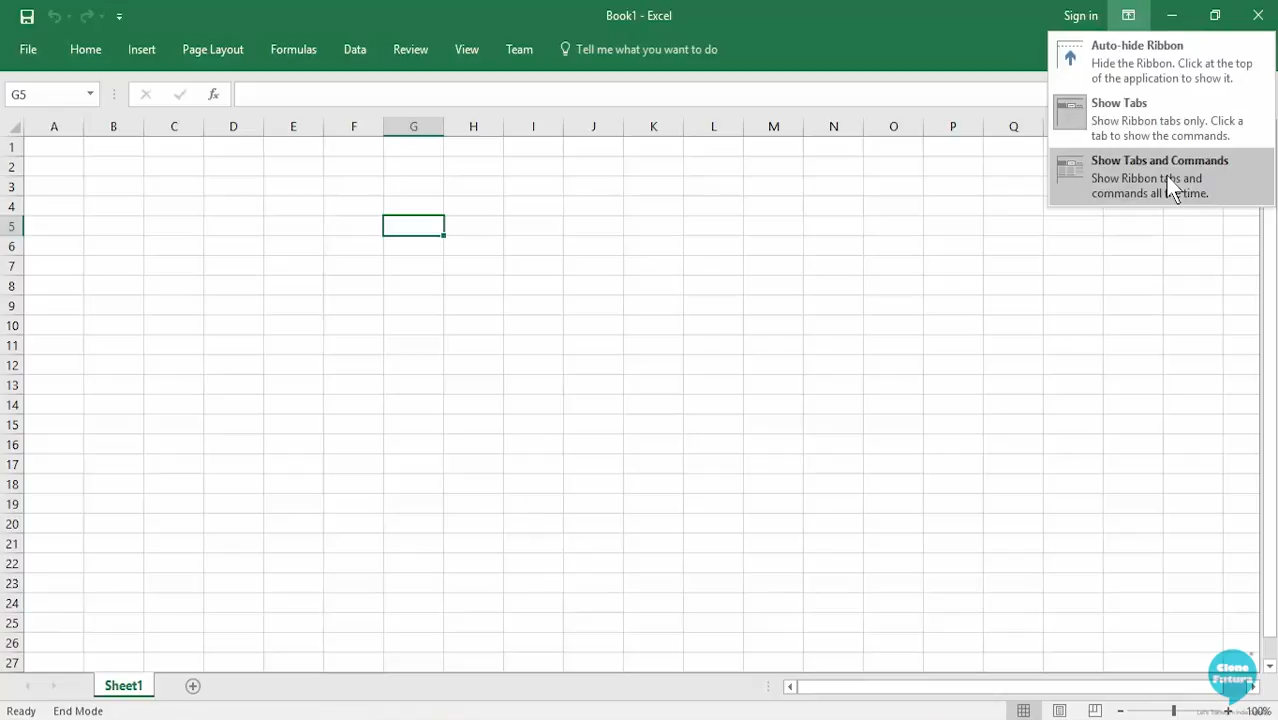 Book1 - Excel
Sign in
File Home Insert Page Layout Formulas Data Review View Team Tell me what you want to do
Auto-hide Ribbon
Hide the Ribbon. Click at the top
of the application to show it.
Show Tabs
Show Ribbon tabs only. Click a
tab to show the commands.
Show Tabs and Commands
Show Ribbon tabs and
commands all time.
G5
fx
A B C D E F G H I J K L M N O P Q
1
2
3
4
5
6
7
8
9
10
11
12
13
14
15
16
17
18
19
20
21
22
23
24
25
26
27
Clone
Futura
Sheet1
Ready End Mode
100%